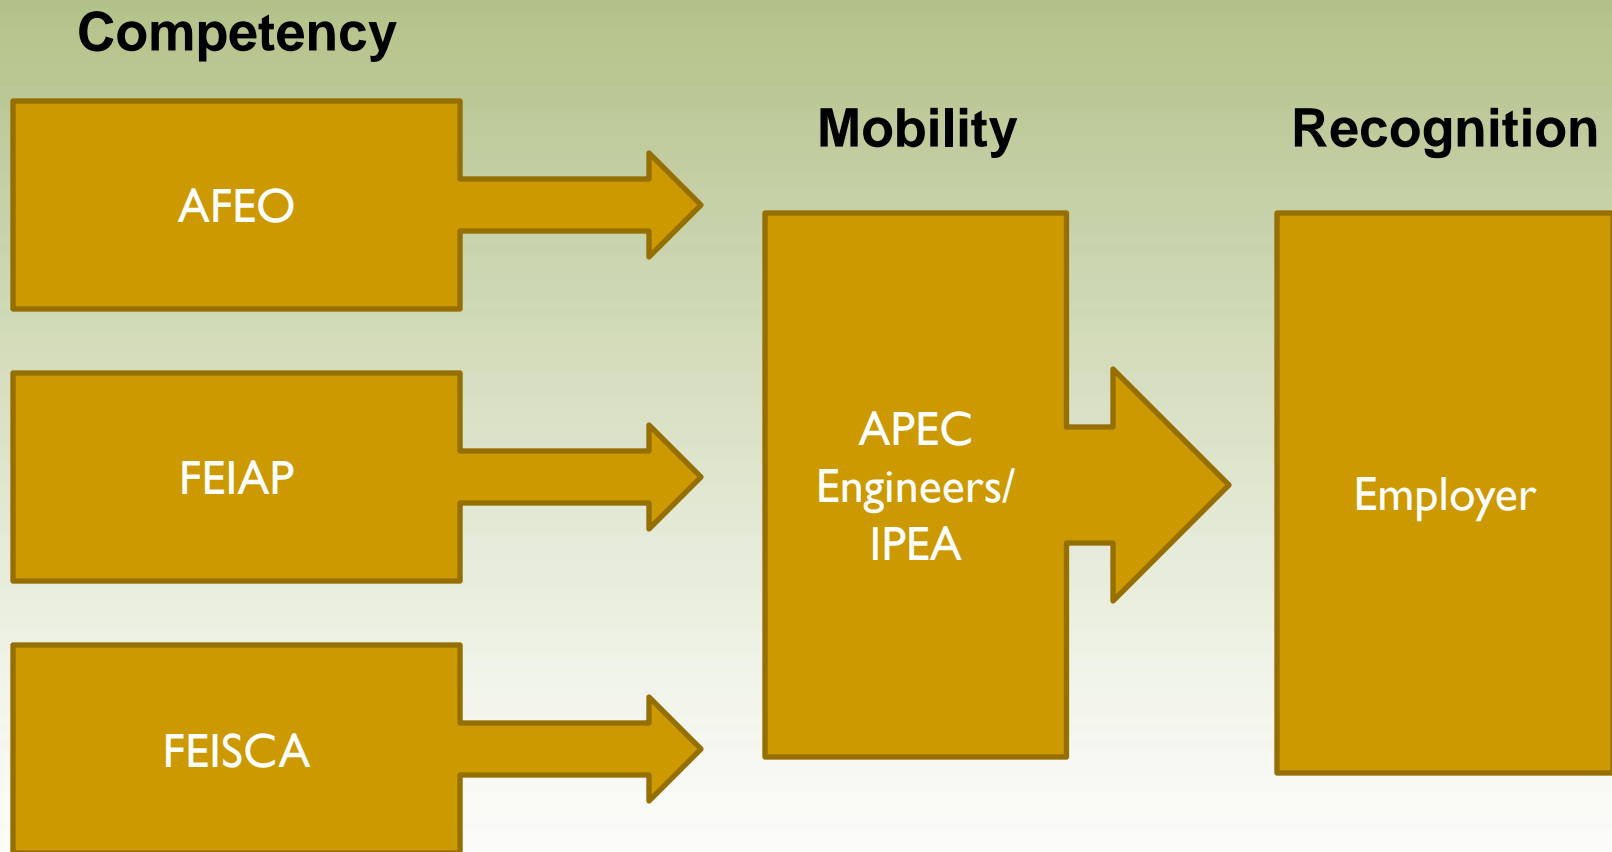 Competency
Mobility
Recognition
AFEO
FEIAP
FEISCA
APEC
Engineers/
IPEA
Employer